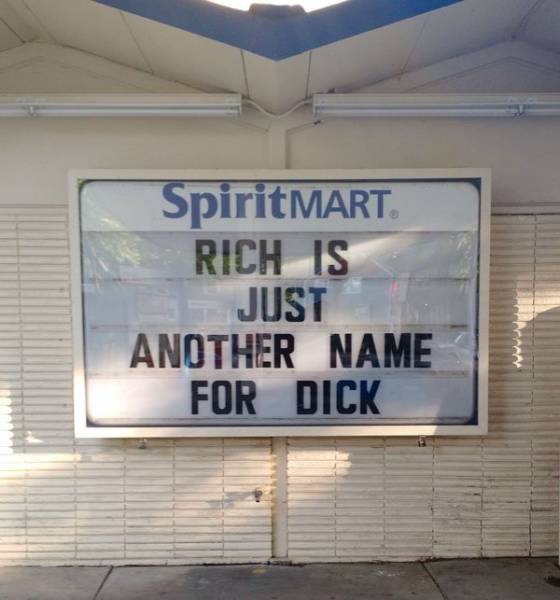 SpiritMART®
RICH IS
JUST
ANOTHER NAME
FOR DICK